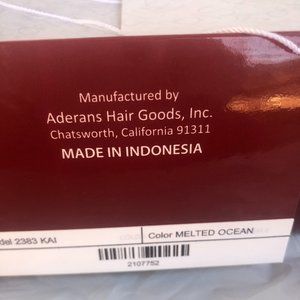 Manufactured by
Aderans Hair Goods, Inc.
Chatsworth, California 91311
MADE IN INDONESIA
del 2383 KAI Color MELTED OCEAN
2107752